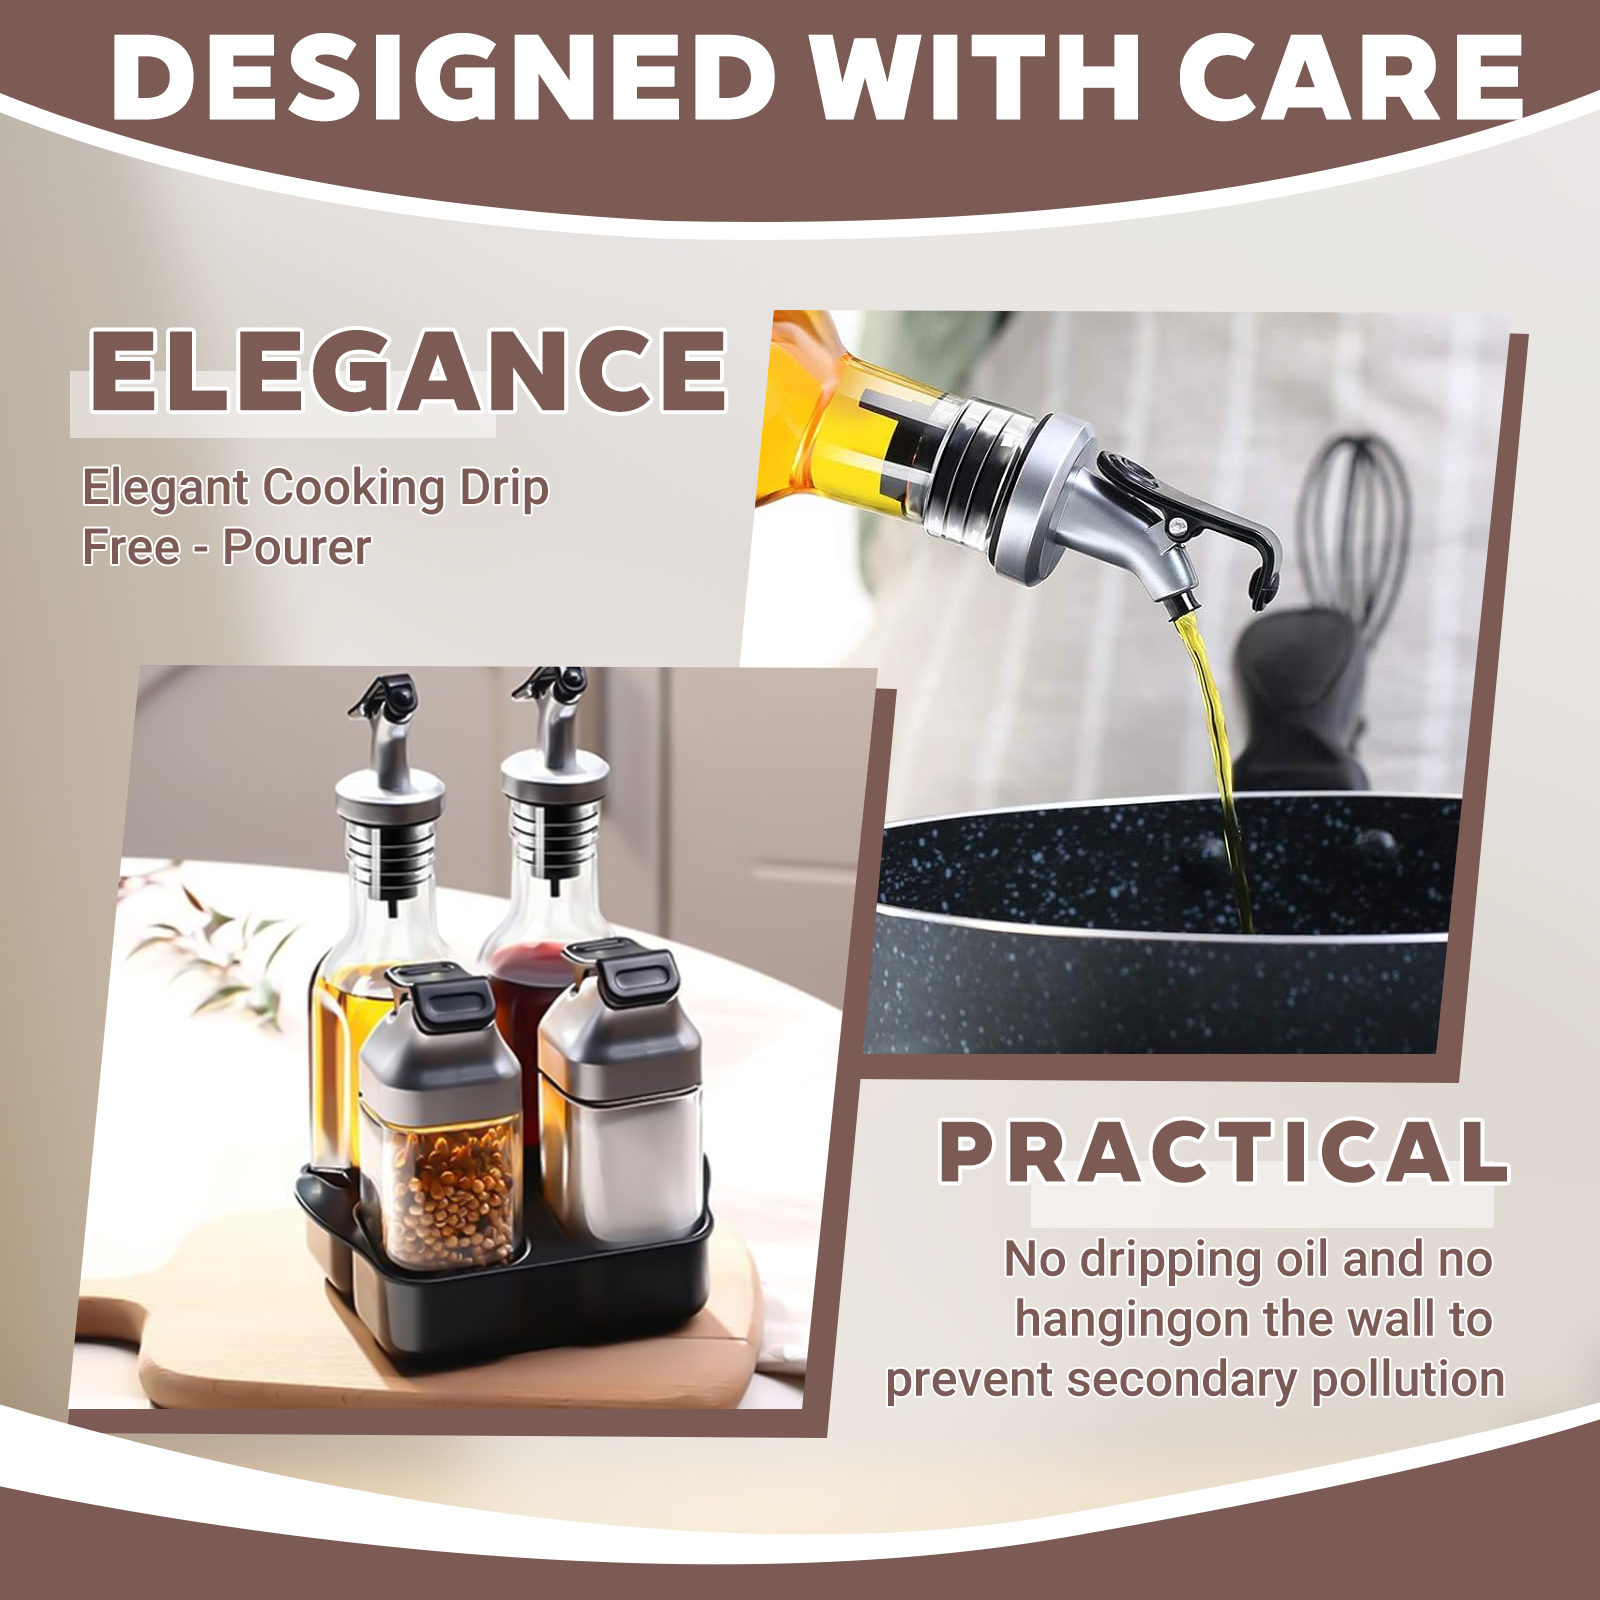 DESIGNED WITH CARE
ELEGANCE
Elegant Cooking Drip
Free - Pourer
PRACTICAL
No dripping oil and no
hangingon the wall to
prevent secondary pollution